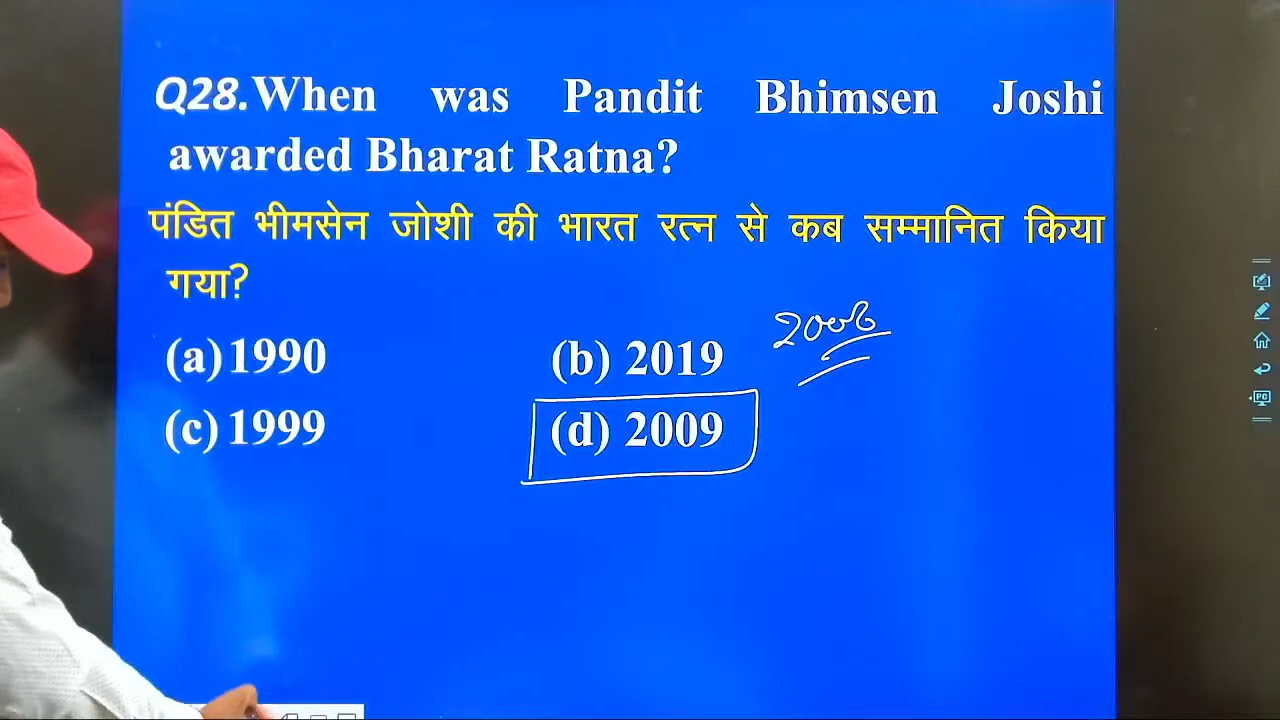 Q28.When was Pandit Bhimsen Joshi
awarded Bharat Ratna?
पंडित भीमसेन जोशी की भारत रत्न से कब सम्मानित किया
गया?
(a) 1990 (b) 2019 2008
(c) 1999 (d) 2009